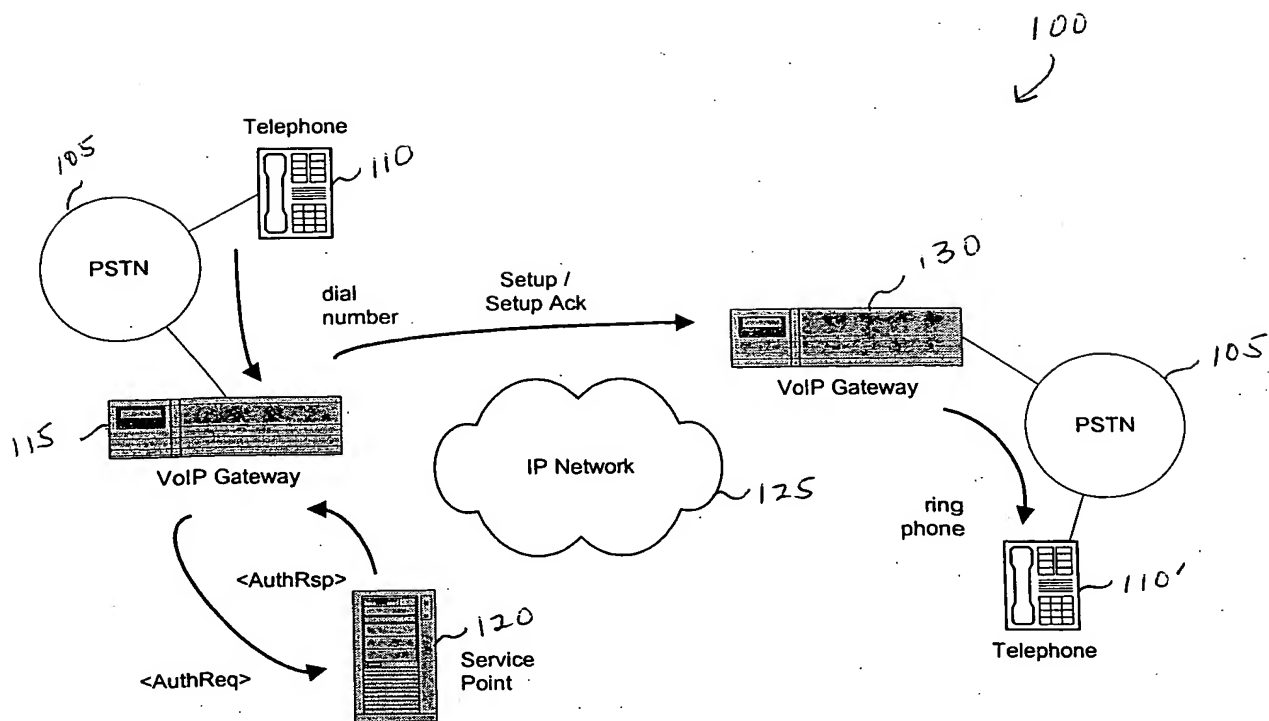 100
Telephone
105
110
PSTN
130
dial
number
Setup /
Setup Ack
105
VoIP Gateway
PSTN
115
VoIP Gateway
IP Network
125
ring
phone
<AuthRsp>
110'
120
Service
Point
Telephone
<AuthReq>